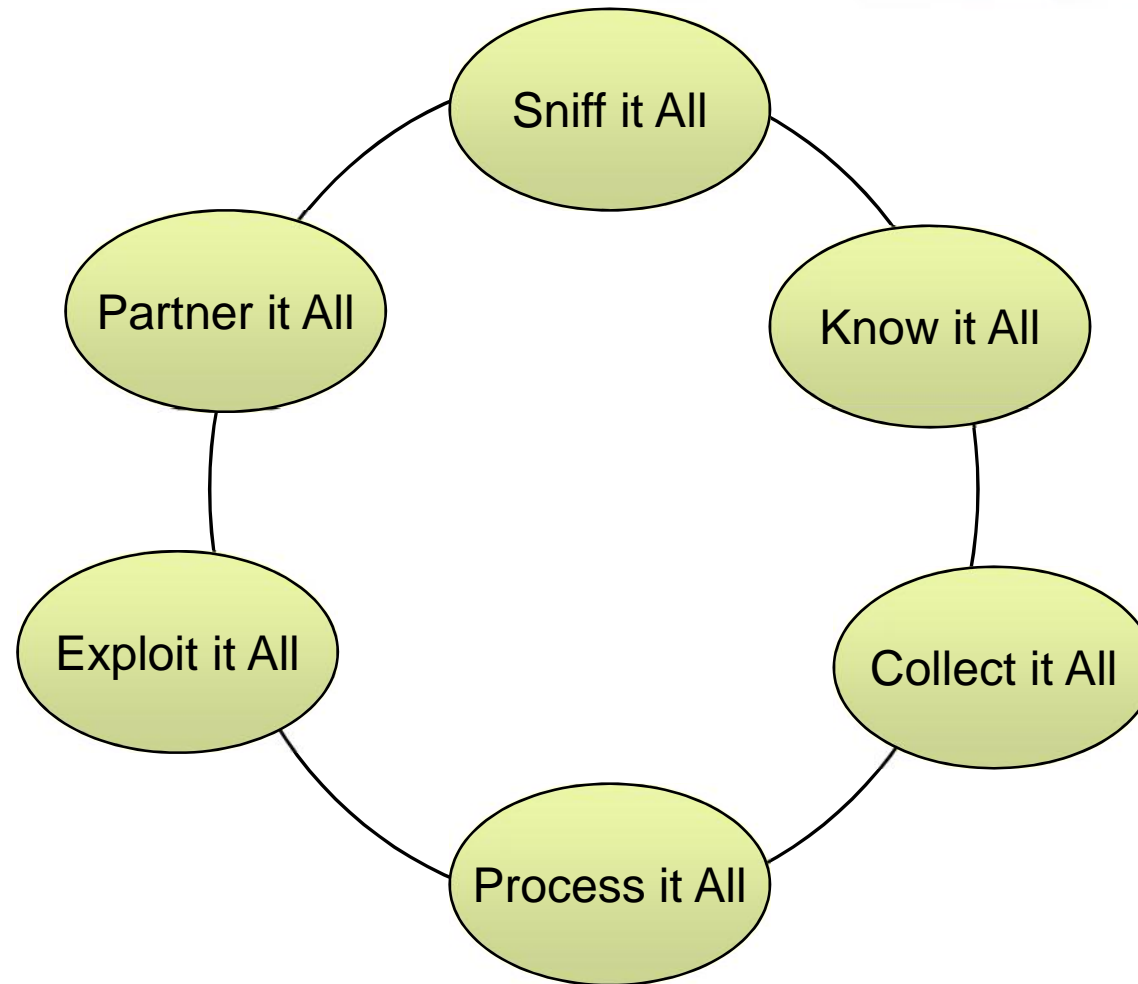 Sniff it All
Know it All
Collect it All
Process it All
Exploit it All
Partner it All